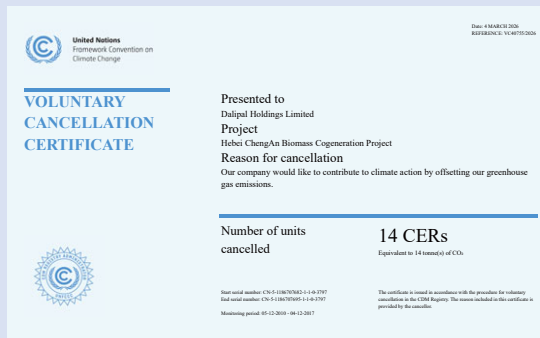 Date: 4 MARCH 2026
REFERENCE: VC40755/2026
United Nations
Framework Convention on
Climate Change
VOLUNTARY
CANCELLATION
CERTIFICATE
Presented to
Dalipal Holdings Limited
Project
Hebei ChengAn Biomass Cogeneration Project
Reason for cancellation
Our company would like to contribute to climate action by offsetting our greenhouse
gas emissions.
Number of units
cancelled
14 CERs
Equivalent to 14 tonne(s) of CO₂
Start serial number: CN-5-1186707682-1-1-0-3797
End serial number: CN-5-1186707695-1-1-0-3797
Monitoring period: 05-12-2010 - 04-12-2017
The certificate is issued in accordance with the procedure for voluntary
cancellation in the CDM Registry. The reason included in this certificate is
provided by the canceller.